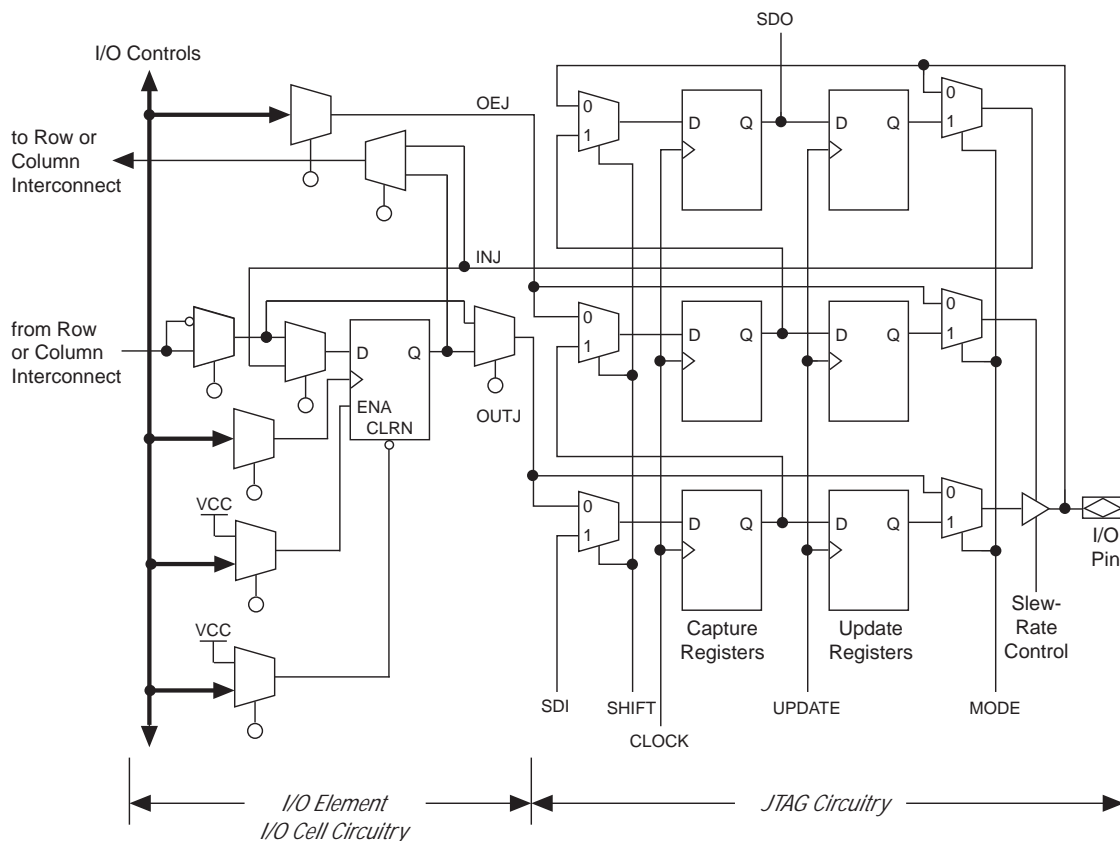 SDO
I/O Controls
OEJ
0
1
D Q
D Q
0
1
to Row or
Column
Interconnect
INJ
from Row
or Column
Interconnect
D Q
ENA
CLRN
OUTJ
0
1
D Q
D Q
0
1
VCC
0
1
D Q
D Q
0
1
I/O
Pin
VCC
Capture
Registers
Update
Registers
Slew-
Rate
Control
SDI
SHIFT
CLOCK
UPDATE
MODE
I/O Element
I/O Cell Circuitry
JTAG Circuitry